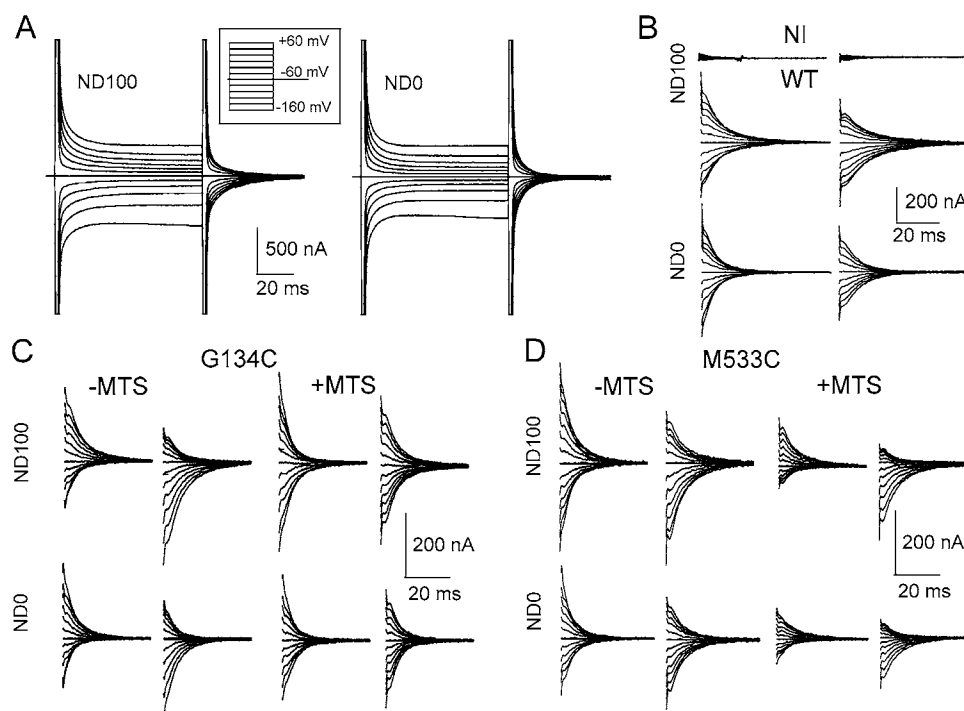 A
ND100
+60 mV
-60 mV
-160 mV
ND0
500 nA
20 ms
B
NI
WT
ND100
ND0
200 nA
20 ms
C
G134C
-MTS
+MTS
ND100
ND0
200 nA
20 ms
D
M533C
-MTS
+MTS
ND100
ND0
200 nA
20 ms